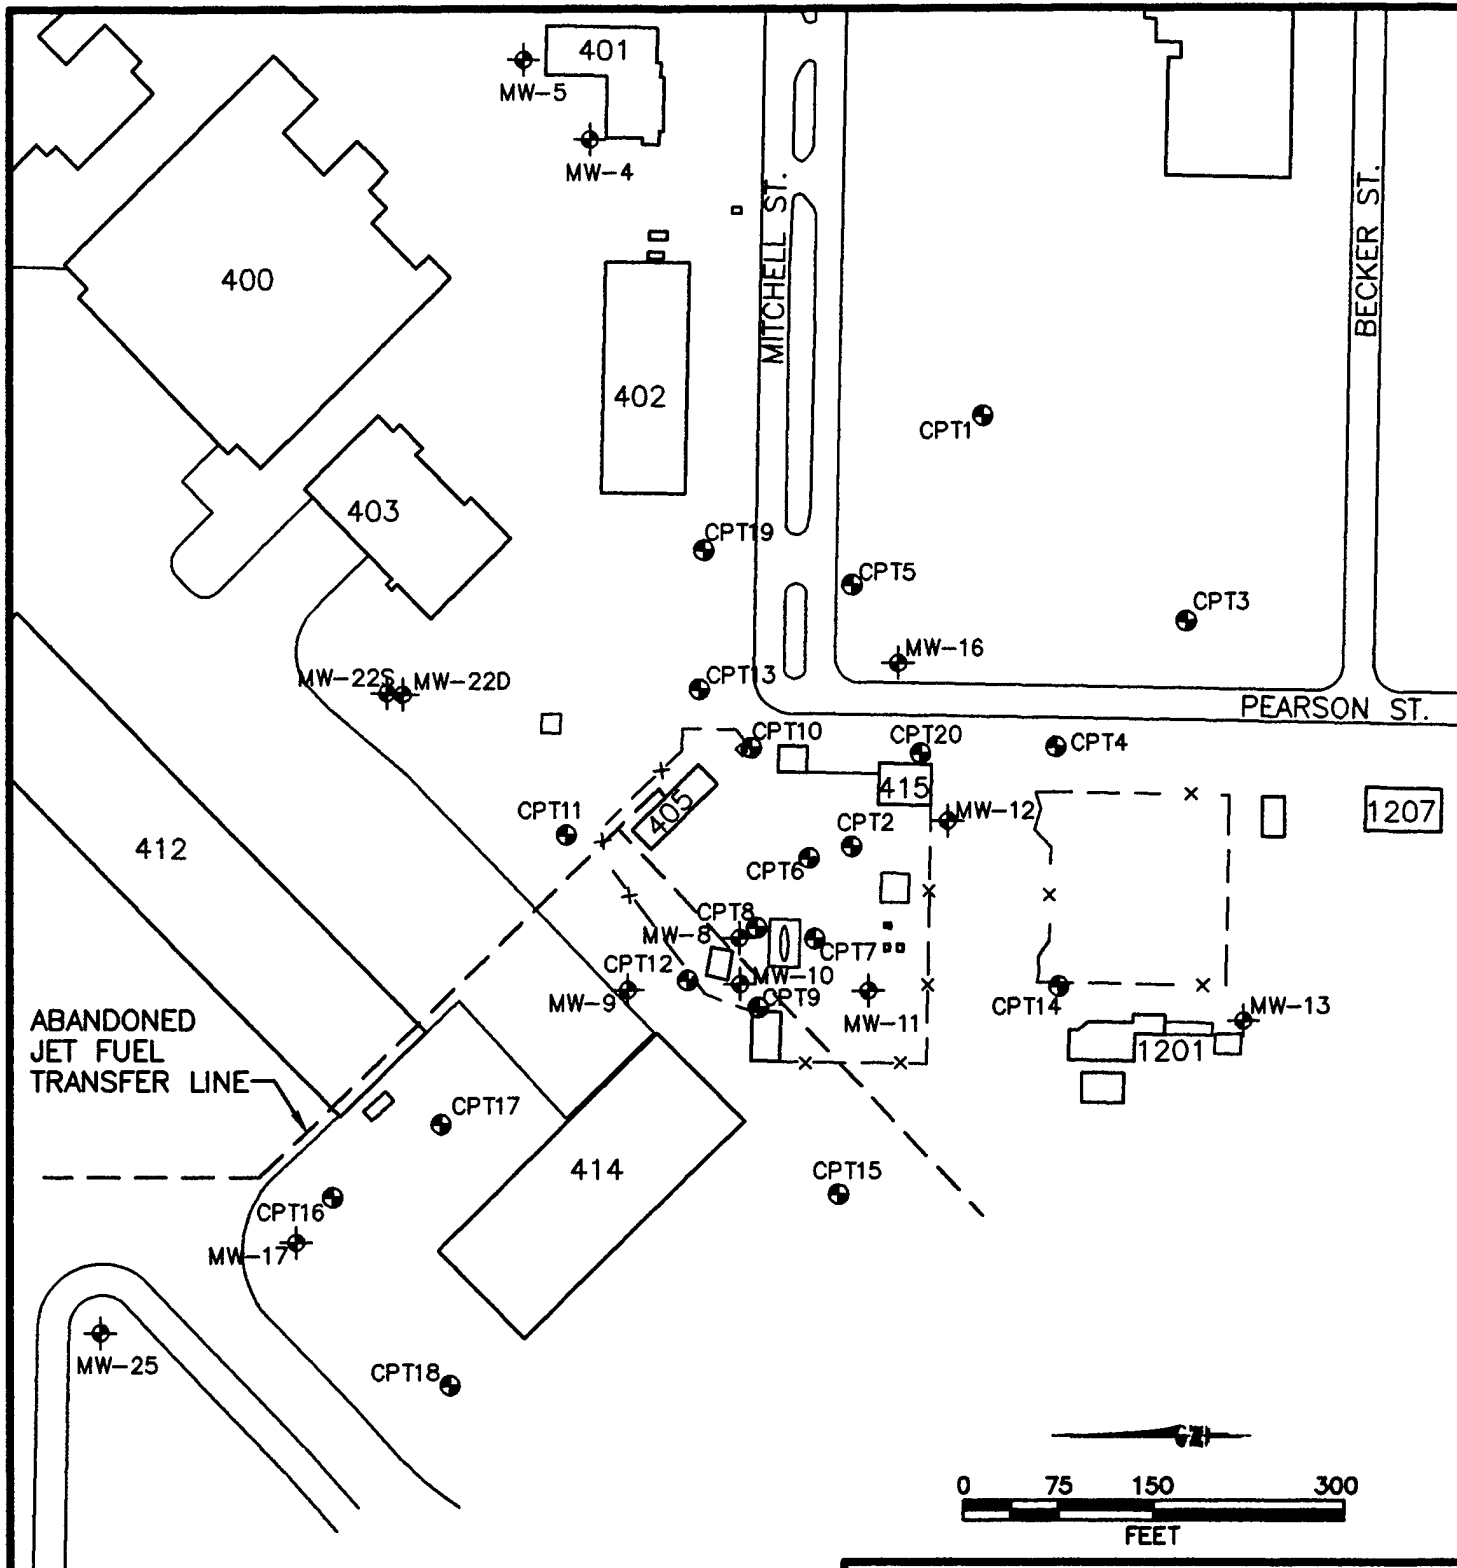 401
MW-5
MW-4
MITCHELL ST.
BECKER ST.
400
402
CPT1
403
CPT19
CPT5
CPT3
MW-16
CPT13
MW-22S
MW-22D
PEARSON ST.
CPT10
CPT20
CPT4
415
405
1207
MW-12
CPT11
CPT2
412
CPT6
CPT8
MW-8
CPT7
CPT12
MW-10
MW-9
CPT9
MW-11
CPT14
MW-13
ABANDONED
JET FUEL
TRANSFER LINE
1201
CPT17
414
CPT15
CPT16
MW-17
MW-25
CPT18
0 75 150 300
FEET